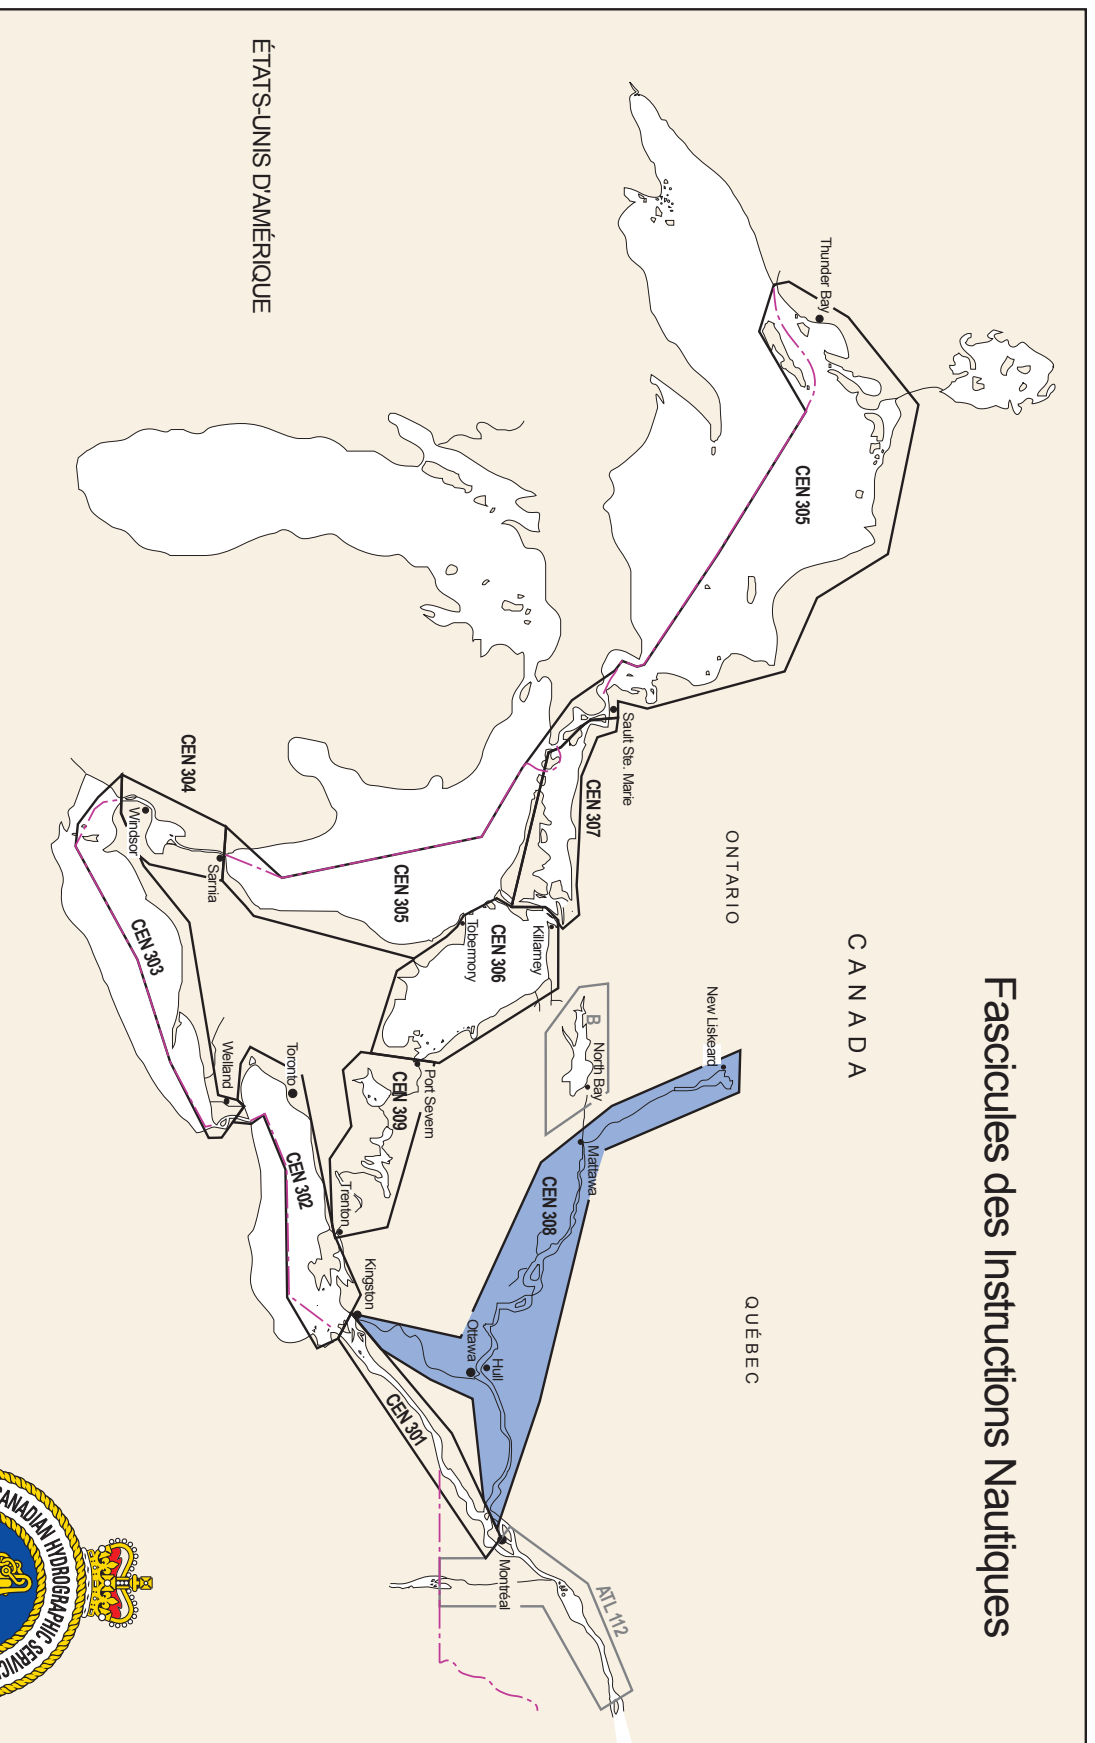 Fascicules des Instructions Nautiques
CANADA
ONTARIO
QUÉBEC
ÉTATS-UNIS D'AMÉRIQUE
Thunder Bay
CEN 305
Sault Ste. Marie
CEN 307
New Liskeard
B
North Bay
Mattawa
CEN 308
Killarney
CEN 306
Tobermory
CEN 305
Port Severn
CEN 309
Trenton
Kingston
Ottawa
Hull
CEN 301
Montréal
ATL 112
Toronto
CEN 302
Welland
CEN 303
CEN 304
Sarnia
Windsor
CANADIAN HYDROGRAPHIC